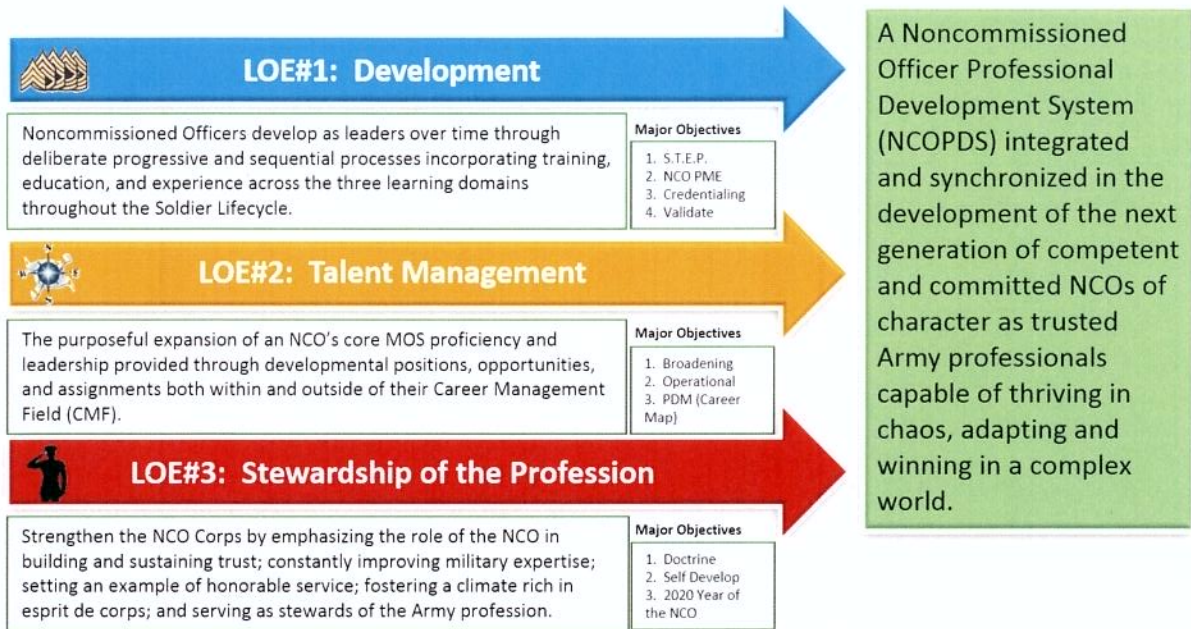 LOE#1: Development
Noncommissioned Officers develop as leaders over time through
deliberate progressive and sequential processes incorporating training,
education, and experience across the three learning domains
throughout the Soldier Lifecycle.
Major Objectives
1. S.T.E.P.
2. NCO PME
3. Credentialing
4. Validate
LOE#2: Talent Management
The purposeful expansion of an NCO's core MOS proficiency and
leadership provided through developmental positions, opportunities,
and assignments both within and outside of their Career Management
Field (CMF).
Major Objectives
1. Broadening
2. Operational
3. PDM (Career
Map)
LOE#3: Stewardship of the Profession
Strengthen the NCO Corps by emphasizing the role of the NCO in
building and sustaining trust; constantly improving military expertise;
setting an example of honorable service; fostering a climate rich in
esprit de corps; and serving as stewards of the Army profession.
Major Objectives
1. Doctrine
2. Self Develop
3. 2020 Year of
the NCO
A Noncommissioned
Officer Professional
Development System
(NCOPDS) integrated
and synchronized in the
development of the next
generation of competent
and committed NCOs of
character as trusted
Army professionals
capable of thriving in
chaos, adapting and
winning in a complex
world.